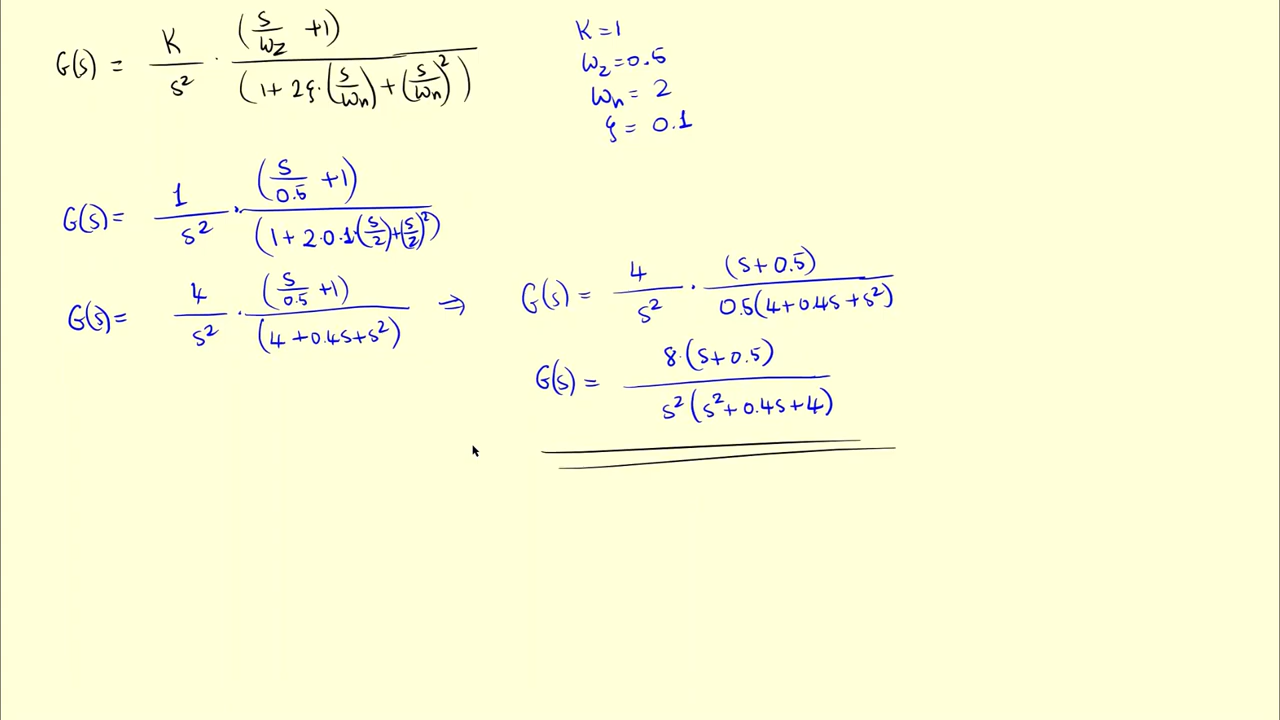 G(s) = K/s² · (s/ωz + 1)/(1 + 2ξ·(s/ωn) + (s/ωn)²)
K = 1
ωz = 0.5
ωn = 2
ξ = 0.1
G(s) = 1/s² · (s/0.5 + 1)/(1 + 2·0.1·(s/2) + (s/2)²)
G(s) = 4/s² · (s/0.5 + 1)/(4 + 0.4s + s²) ⇒
G(s) = 4/s² · (s + 0.5)/0.5(4 + 0.4s + s²)
G(s) = 8·(s + 0.5)/s²(s² + 0.4s + 4)